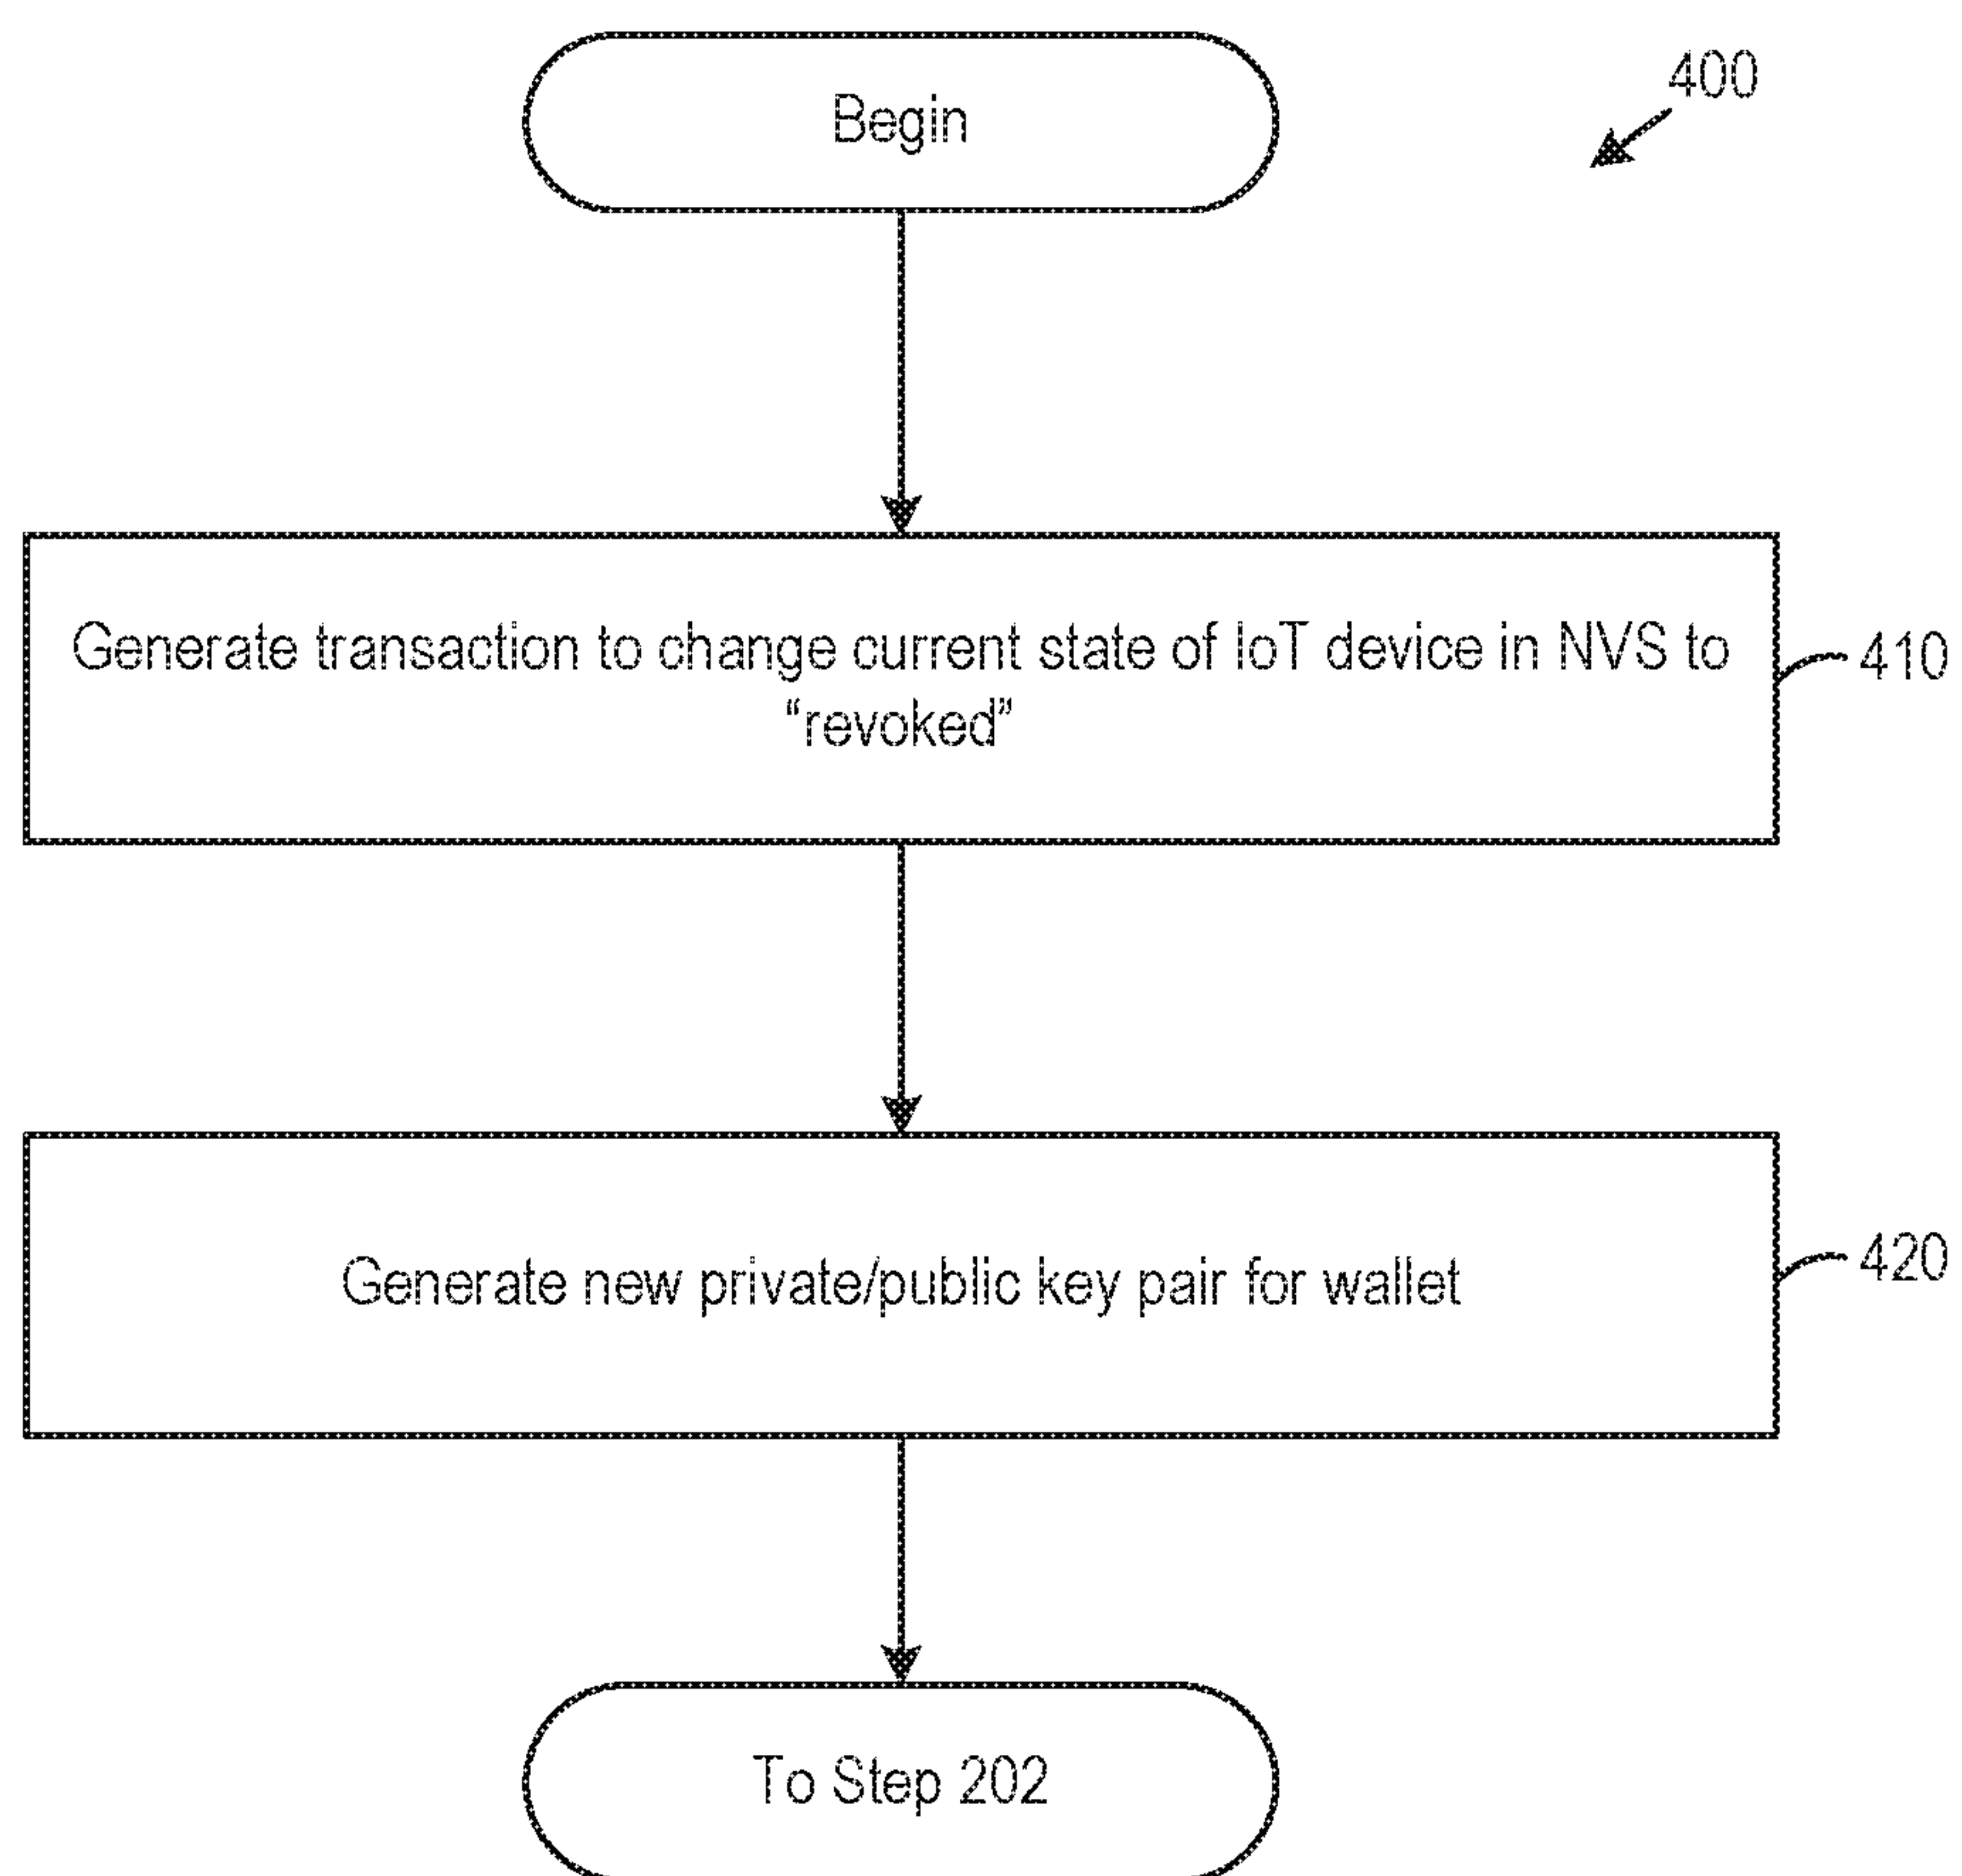 Begin
400
Generate transaction to change current state of IoT device in NVS to
“revoked”
410
Generate new private/public key pair for wallet
420
To Step 202